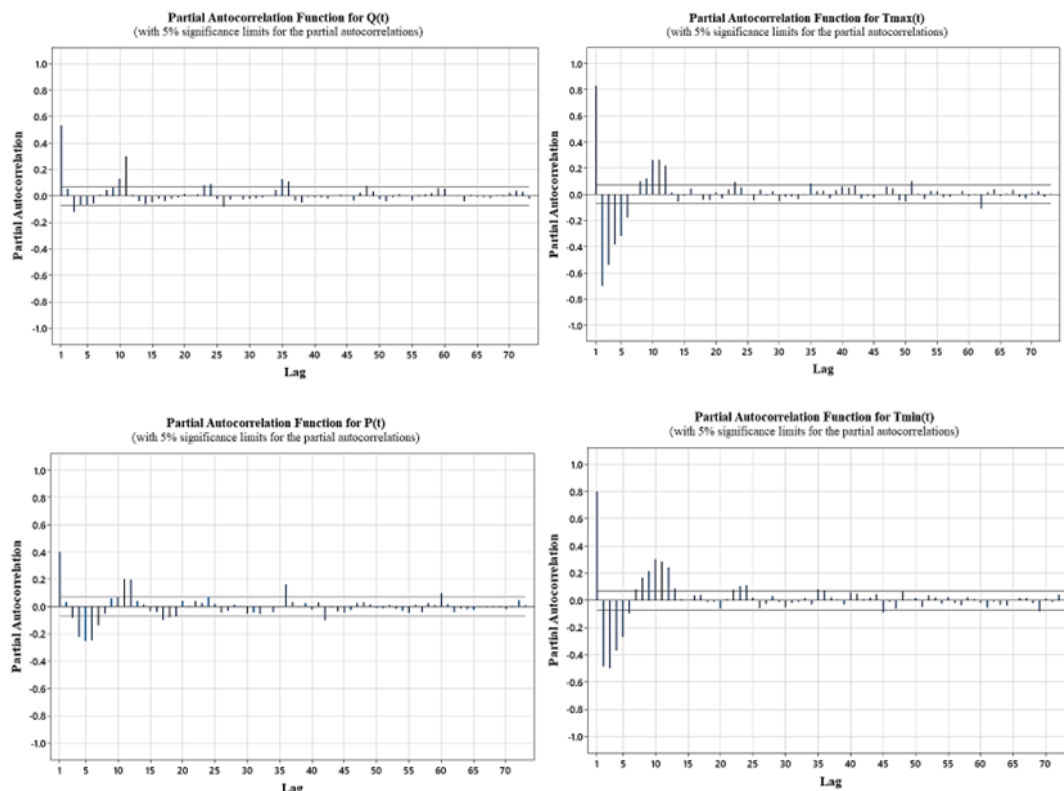 Partial Autocorrelation Function for Q(t)
(with 5% significance limits for the partial autocorrelations)
Partial Autocorrelation
1.0
0.8
0.6
0.4
0.2
0.0
-0.2
-0.4
-0.6
-0.8
-1.0
1 5 10 15 20 25 30 35 40 45 50 55 60 65 70
Lag
Partial Autocorrelation Function for Tmax(t)
(with 5% significance limits for the partial autocorrelations)
Partial Autocorrelation
1.0
0.8
0.6
0.4
0.2
0.0
-0.2
-0.4
-0.6
-0.8
-1.0
1 5 10 15 20 25 30 35 40 45 50 55 60 65 70
Lag
Partial Autocorrelation Function for P(t)
(with 5% significance limits for the partial autocorrelations)
Partial Autocorrelation
1.0
0.8
0.6
0.4
0.2
0.0
-0.2
-0.4
-0.6
-0.8
-1.0
1 5 10 15 20 25 30 35 40 45 50 55 60 65 70
Lag
Partial Autocorrelation Function for Tmin(t)
(with 5% significance limits for the partial autocorrelations)
Partial Autocorrelation
1.0
0.8
0.6
0.4
0.2
0.0
-0.2
-0.4
-0.6
-0.8
-1.0
1 5 10 15 20 25 30 35 40 45 50 55 60 65 70
Lag